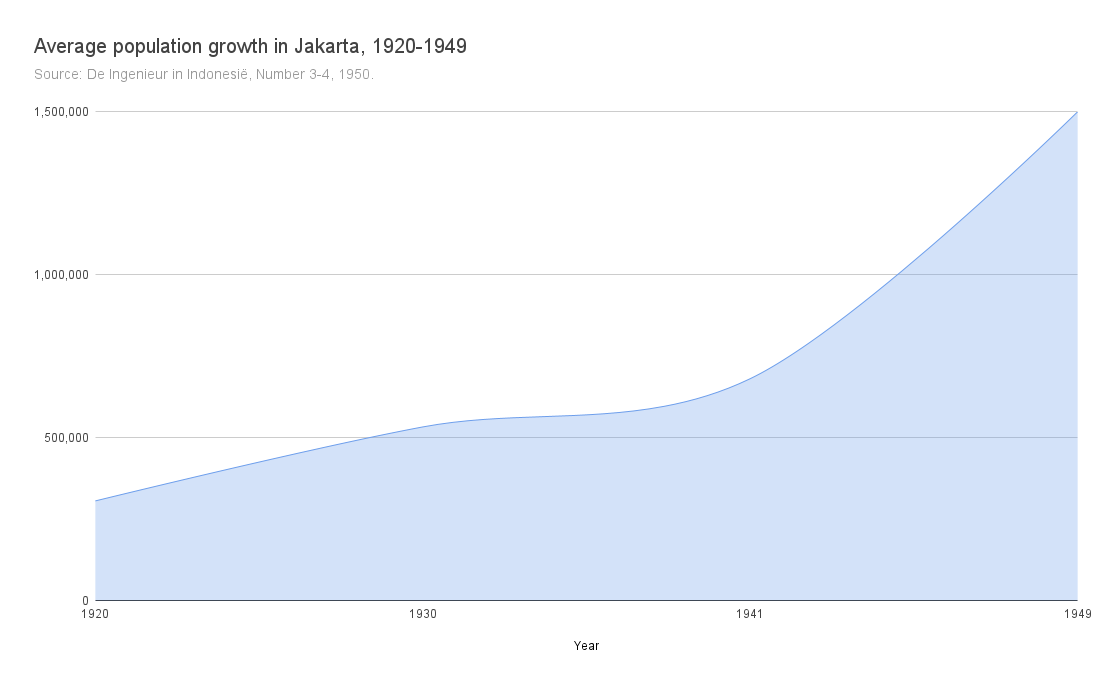 Average population growth in Jakarta, 1920-1949
Source: De Ingenieur in Indonesië, Number 3-4, 1950.
1,500,000
1,000,000
500,000
0
1920 1930 1941 1949
Year